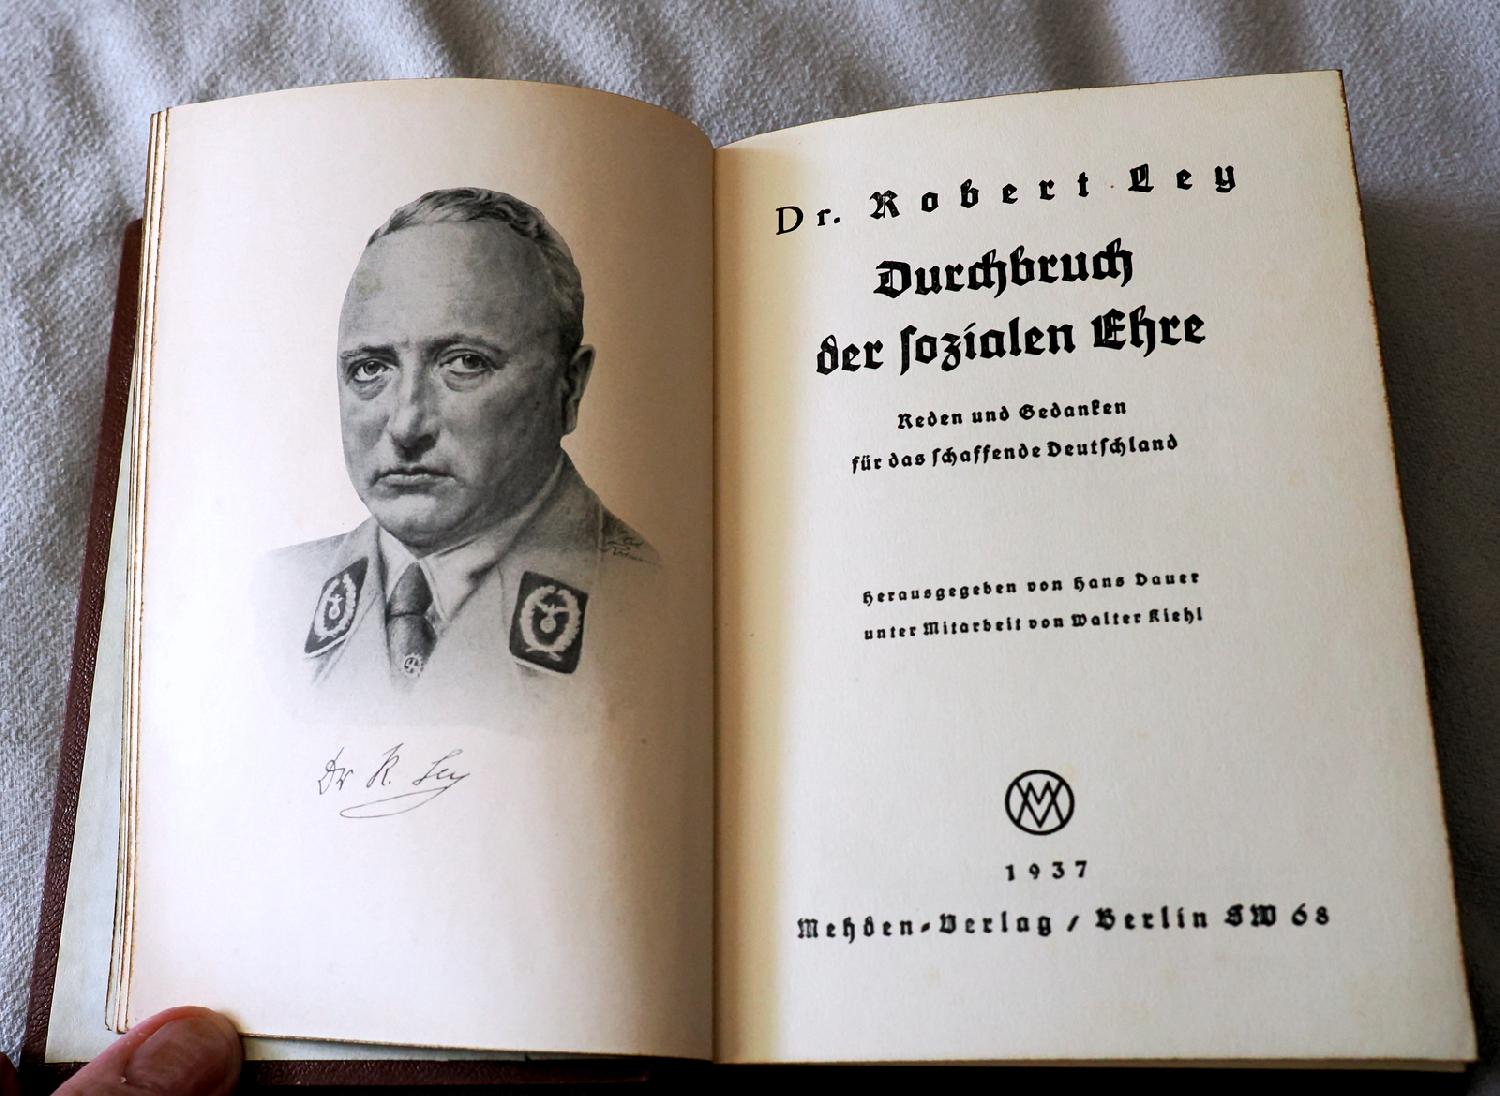 Dr. Robert Ley
Durchbruch
der sozialen Ehre
Reden und Gedanken
für das schaffende Deutschland
Herausgegeben von Hans Dauer
unter Mitarbeit von Walter Kiehl
1937
Mehden-Verlag / Berlin SW 68
Dr R. Ley